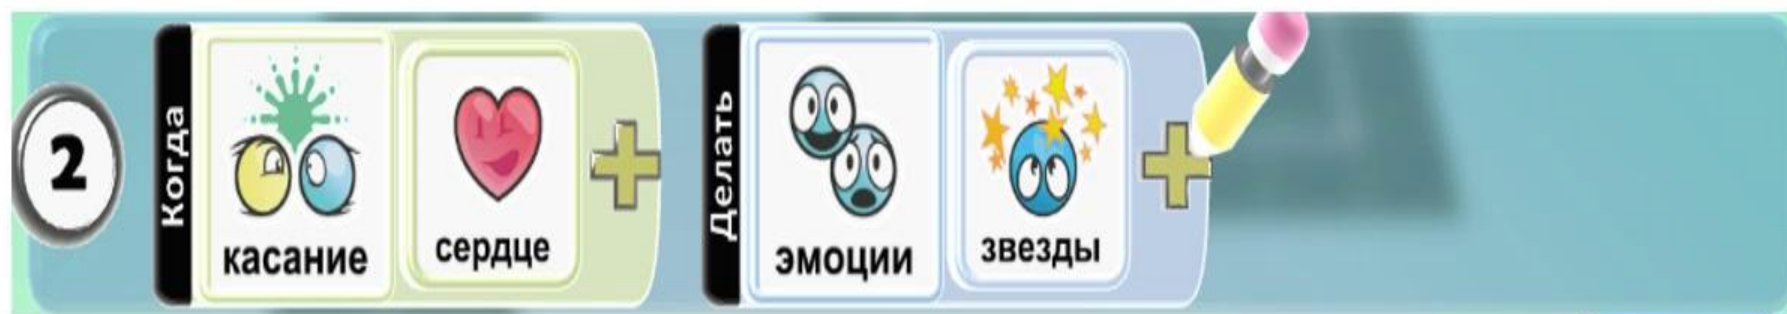 2
Когда
касание
сердце
Делать
эмоции
звезды